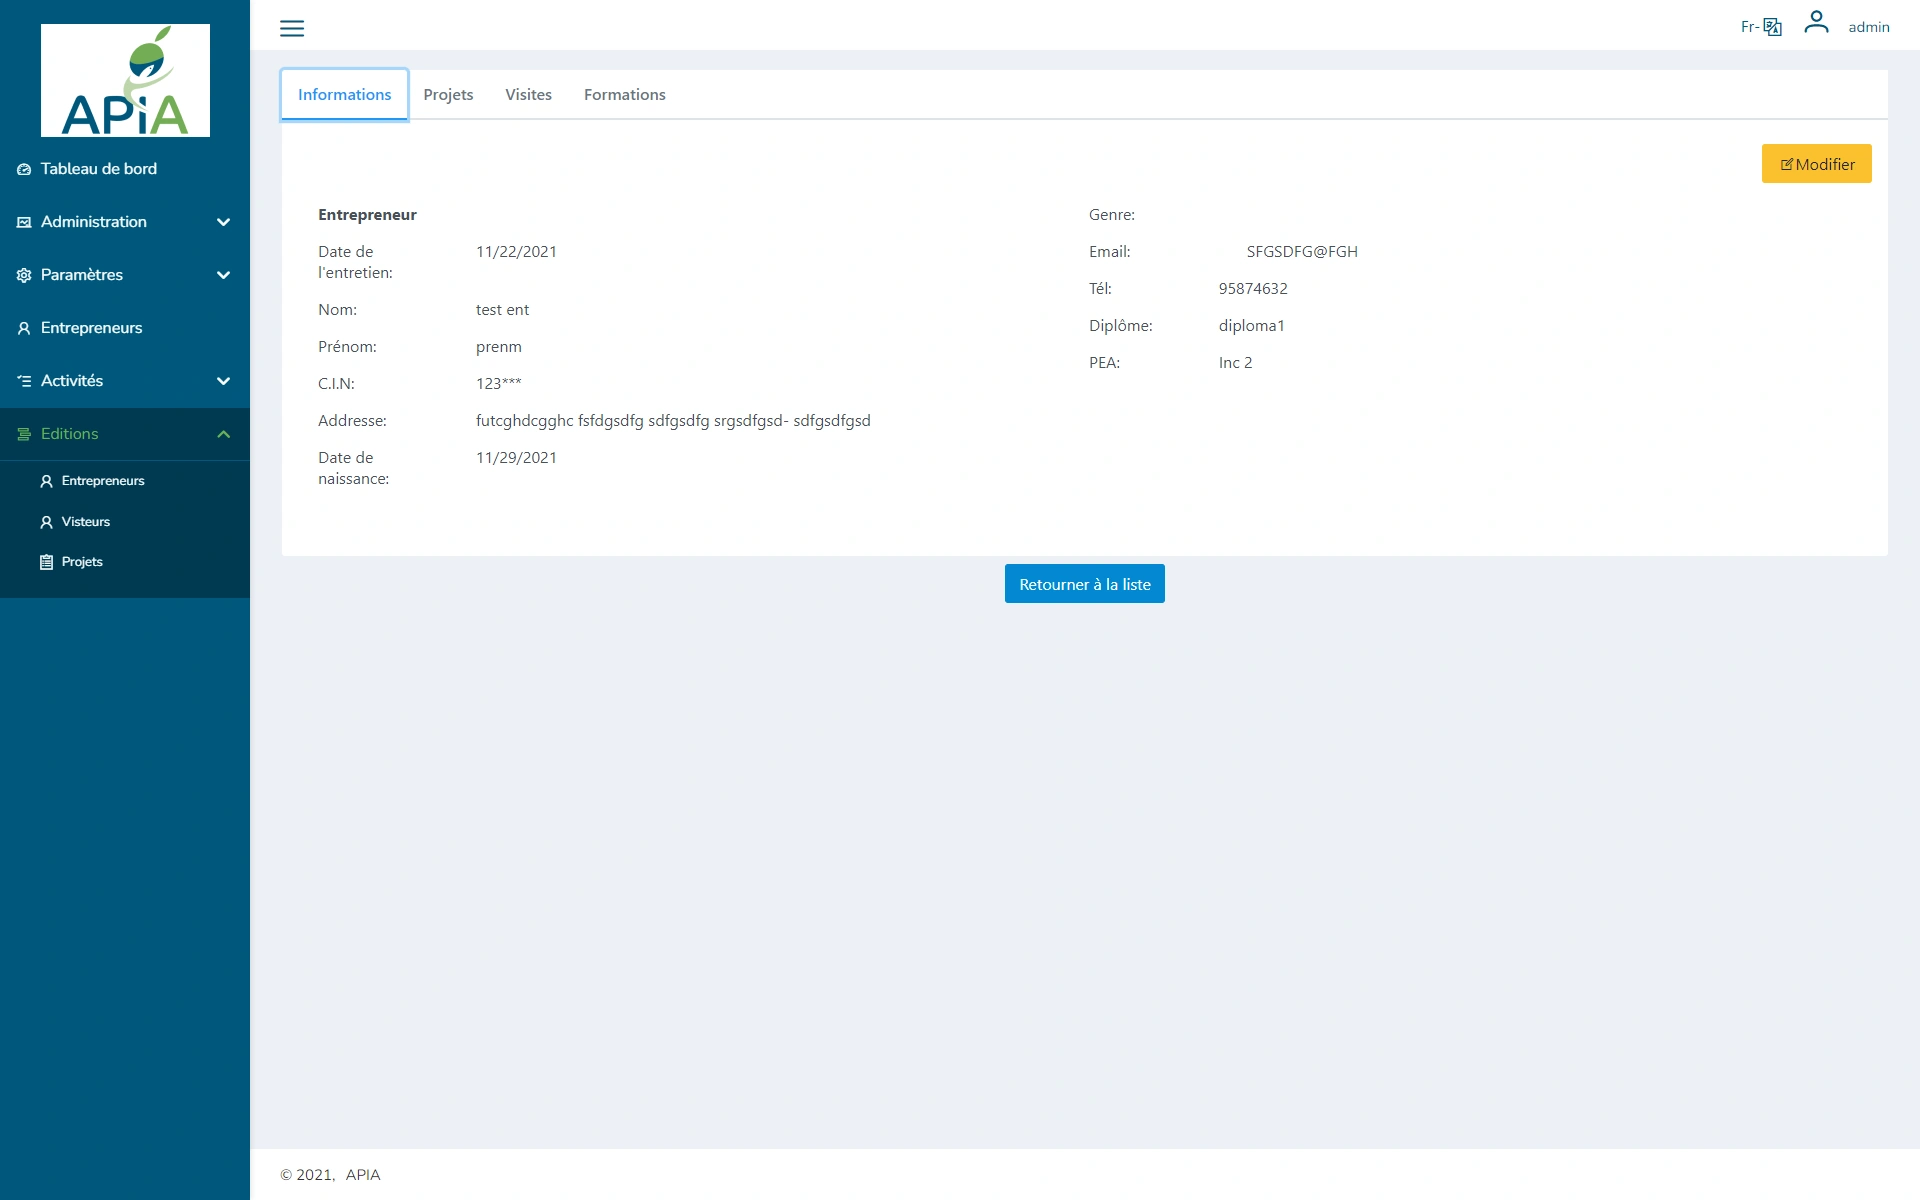 APiA
Tableau de bord
Administration
Paramètres
Entrepreneurs
Activités
Editions
Entrepreneurs
Visteurs
Projets
Fr-
admin
Informations
Projets
Visites
Formations
Modifier
Entrepreneur
Date de
l'entretien:
11/22/2021
Nom:
test ent
Prénom:
prenm
C.I.N:
123***
Addresse:
futcghdcgghc fsfdgsdfg sdfgsdfg srgsdfgsd- sdfgsdfgsd
Date de
naissance:
11/29/2021
Genre:
Email:
SFGSDFG@FGH
Tél:
95874632
Diplôme:
diploma1
PEA:
Inc 2
Retourner à la liste
© 2021, APIA